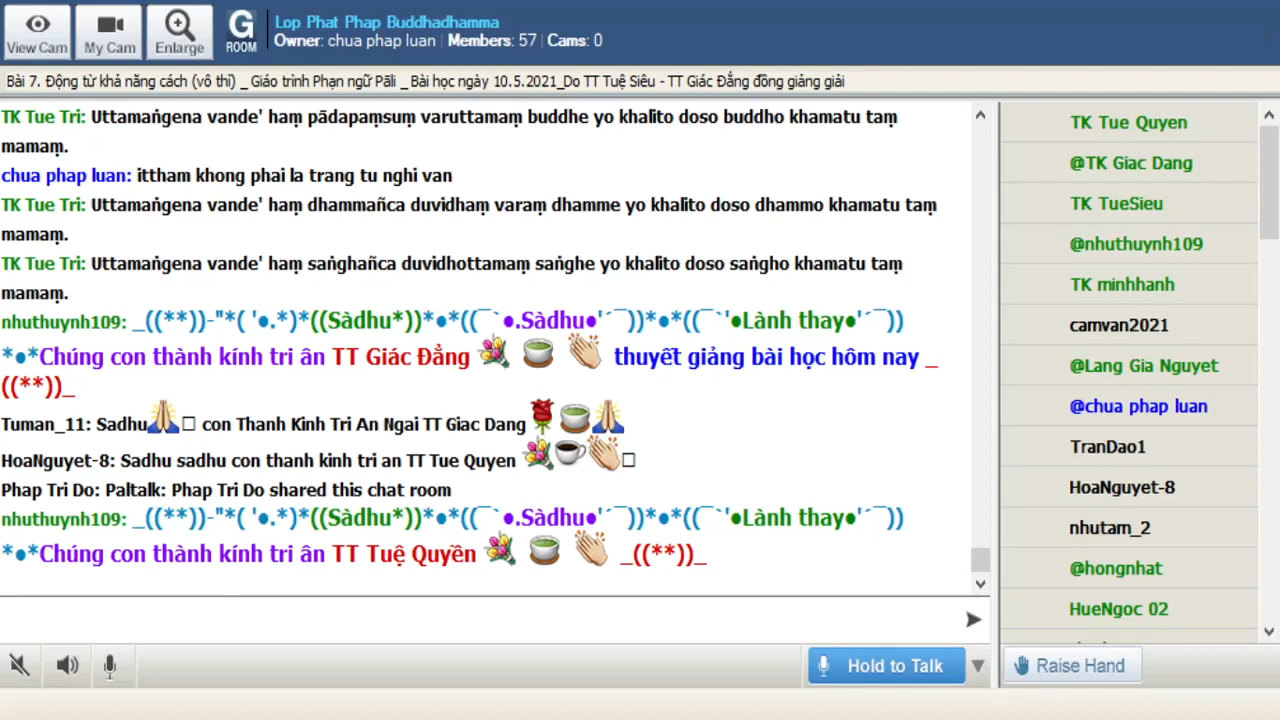 View Cam
My Cam
Enlarge
G
ROOM
Lop Phat Phap Buddhadhamma
Owner: chua phap luan | Members: 57 | Cams: 0
Bài 7. Động từ khả năng cách (vô thì) _ Giáo trình Phạn ngữ Pāli _ Bài học ngày 10.5.2021_Do TT Tuệ Siêu - TT Giác Đẳng đồng giảng giải
TK Tue Tri: Uttamaṅgena vande' haṃ pādapaṃsuṃ varuttamaṃ buddhe yo khalito doso buddho khamatu taṃ
mamaṃ.
chua phap luan: ittham khong phai la trang tu nghi van
TK Tue Tri: Uttamaṅgena vande' haṃ dhammañca duvidhaṃ varaṃ dhamme yo khalito doso dhammo khamatu taṃ
mamaṃ.
TK Tue Tri: Uttamaṅgena vande' haṃ saṅghañca duvidhottamaṃ saṅghe yo khalito doso saṅgho khamatu taṃ
mamaṃ.
nhuthuynh109: _((**))-"*( '●.*)*((Sàdhu*))*●*((¯`●.Sàdhu●'´¯))*●*((¯`'●Lành thay●'´¯))
*●*Chúng con thành kính tri ân TT Giác Đẳng 💐 🍵 👏 thuyết giảng bài học hôm nay _
((**))_
Tuman_11: Sadhu🙏□ con Thanh Kinh Tri An Ngai TT Giac Dang🌹🍵🙏
HoaNguyet-8: Sadhu sadhu con thanh kinh tri an TT Tue Quyen 💐☕👏□
Phap Tri Do: Paltalk: Phap Tri Do shared this chat room
nhuthuynh109: _((**))-"*( '●.*)*((Sàdhu*))*●*((¯`●.Sàdhu●'´¯))*●*((¯`'●Lành thay●'´¯))
*●*Chúng con thành kính tri ân TT Tuệ Quyền 💐 🍵 👏 _((**))_
TK Tue Quyen
@TK Giac Dang
TK TueSieu
@nhuthuynh109
TK minhhanh
camvan2021
@Lang Gia Nguyet
@chua phap luan
TranDao1
HoaNguyet-8
nhutam_2
@hongnhat
HueNgoc 02
Hold to Talk
Raise Hand